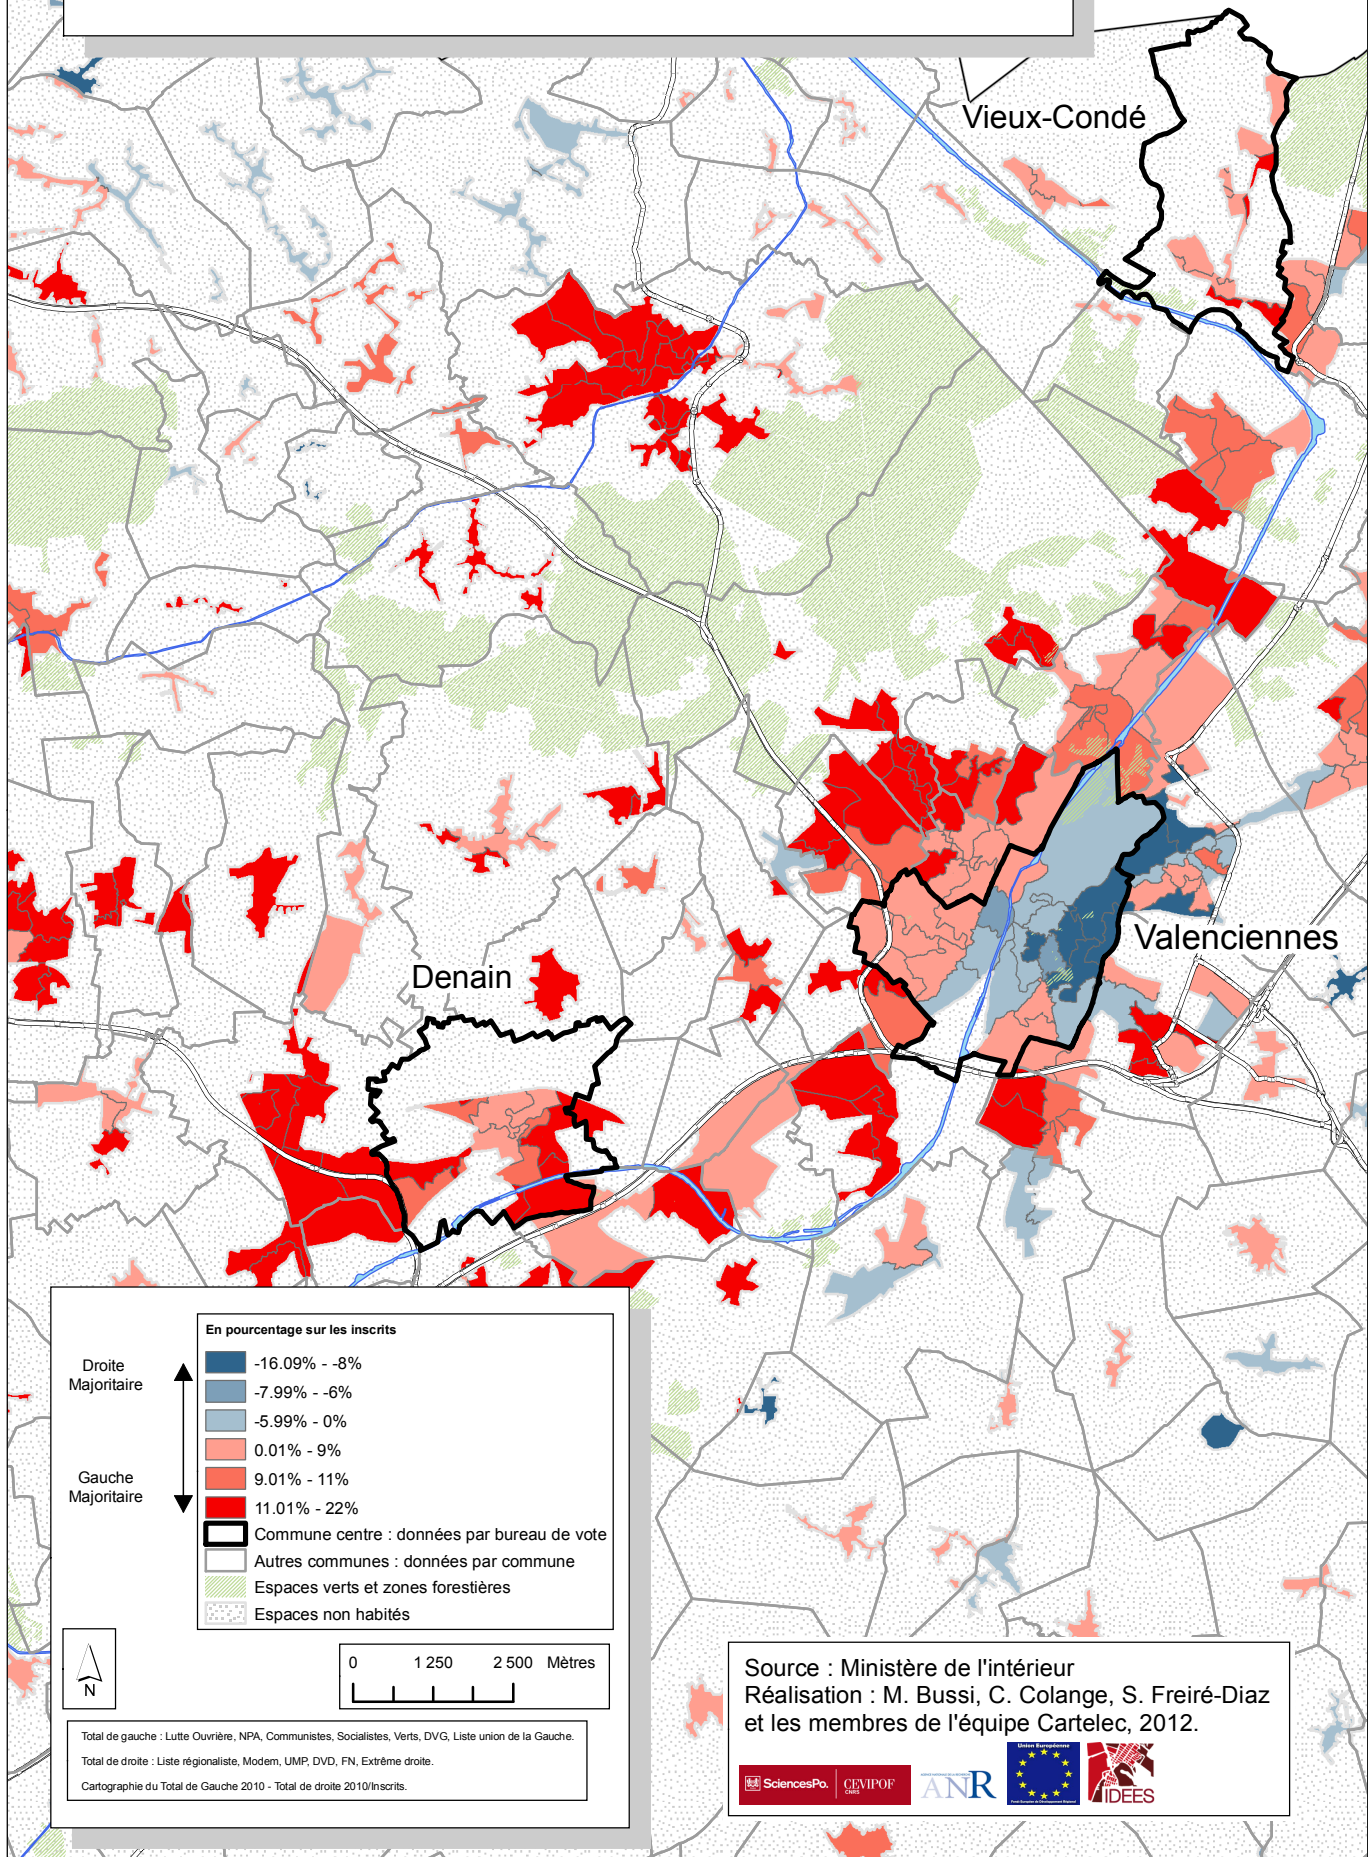 Vieux-Condé
Valenciennes
Denain
En pourcentage sur les inscrits
Droite
Majoritaire
Gauche
Majoritaire
-16.09% - -8%
-7.99% - -6%
-5.99% - 0%
0.01% - 9%
9.01% - 11%
11.01% - 22%
Commune centre : données par bureau de vote
Autres communes : données par commune
Espaces verts et zones forestières
Espaces non habités
N
0 1 250 2 500 Mètres
Total de gauche : Lutte Ouvrière, NPA, Communistes, Socialistes, Verts, DVG, Liste union de la Gauche.
Total de droite : Liste régionaliste, Modem, UMP, DVD, FN, Extrême droite.
Cartographie du Total de Gauche 2010 - Total de droite 2010/Inscrits.
Source : Ministère de l'intérieur
Réalisation : M. Bussi, C. Colange, S. Freiré-Diaz
et les membres de l'équipe Cartelec, 2012.
SciencesPo.
CEVIPOF
CNRS
ANR
Union Européenne
IDEES